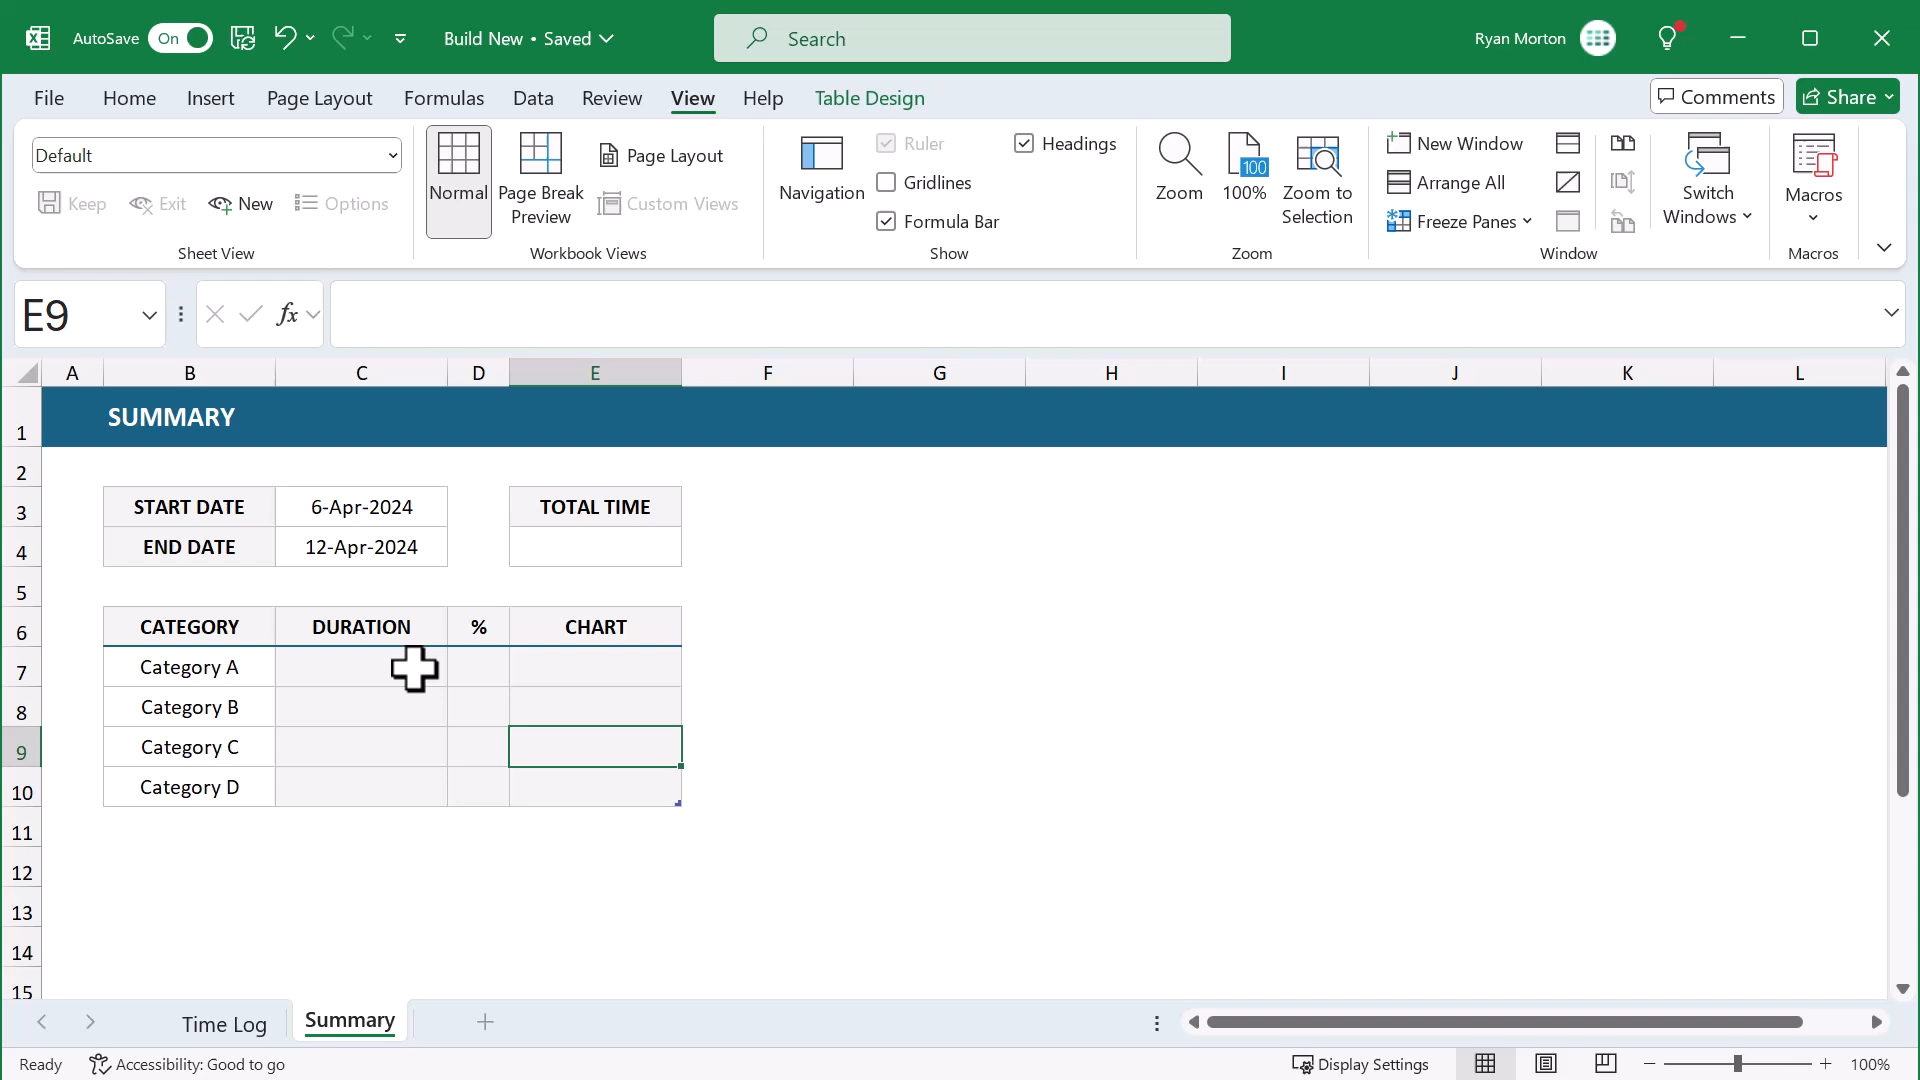 AutoSave On Build New • Saved Search Ryan Morton
File Home Insert Page Layout Formulas Data Review View Help Table Design Comments Share
Default
Keep Exit New Options
Sheet View
Normal
Page Break
Preview
Page Layout
Custom Views
Workbook Views
Navigation
Ruler
Gridlines
Formula Bar
Headings
Show
Zoom
100
100%
Zoom to
Selection
Zoom
New Window
Arrange All
Freeze Panes
Switch
Windows
Window
Macros
Macros
E9 fx
A B C D E F G H I J K L
1 SUMMARY
2
3 START DATE 6-Apr-2024 TOTAL TIME
4 END DATE 12-Apr-2024
5
6 CATEGORY DURATION % CHART
7 Category A
8 Category B
9 Category C
10 Category D
11
12
13
14
15
Time Log Summary
Ready Accessibility: Good to go Display Settings 100%